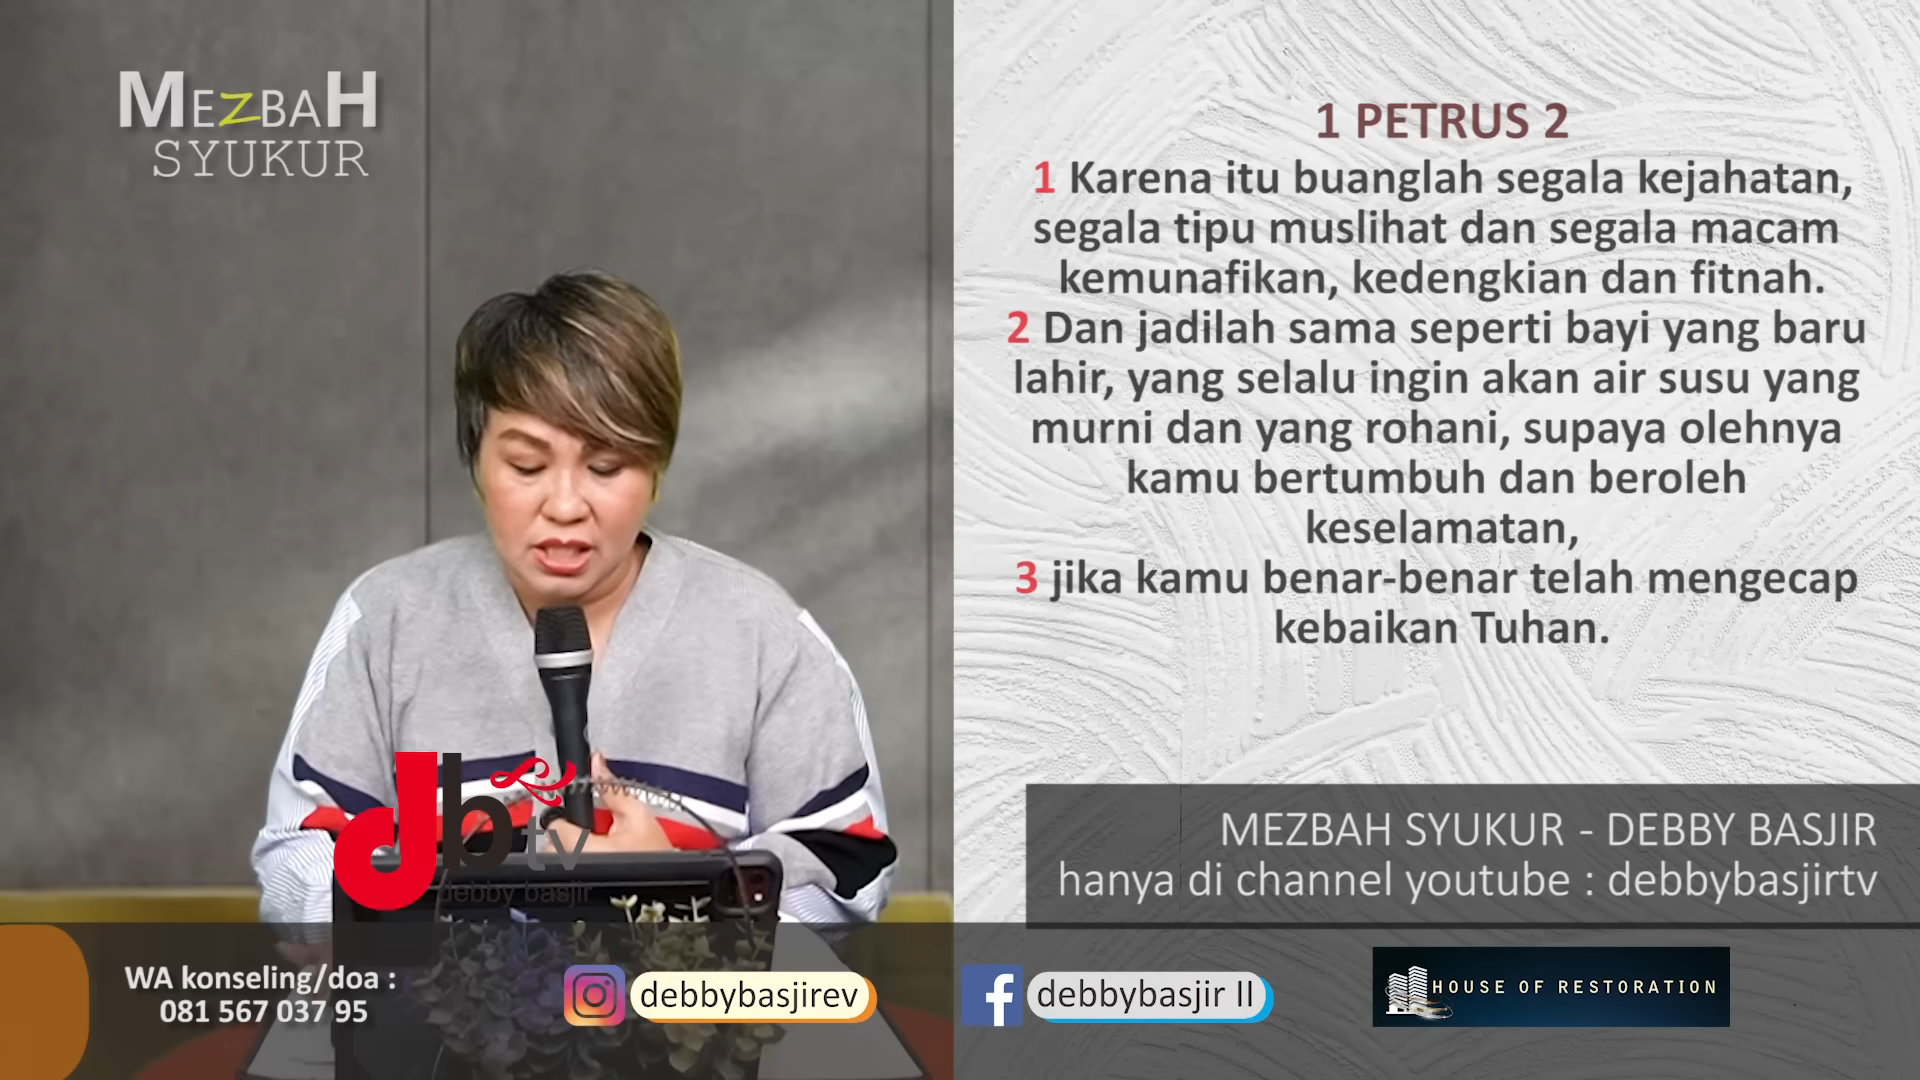 MEZBAH
SYUKUR
1 PETRUS 2
1 Karena itu buanglah segala kejahatan,
segala tipu muslihat dan segala macam
kemunafikan, kedengkian dan fitnah.
2 Dan jadilah sama seperti bayi yang baru
lahir, yang selalu ingin akan air susu yang
murni dan yang rohani, supaya olehnya
kamu bertumbuh dan beroleh
keselamatan,
3 jika kamu benar-benar telah mengecap
kebaikan Tuhan.
db tv
debby basjir
MEZBAH SYUKUR - DEBBY BASJIR
hanya di channel youtube : debbybasjirtv
WA konseling/doa :
081 567 037 95
debbybasjirev
debbybasjir II
HOUSE OF RESTORATION